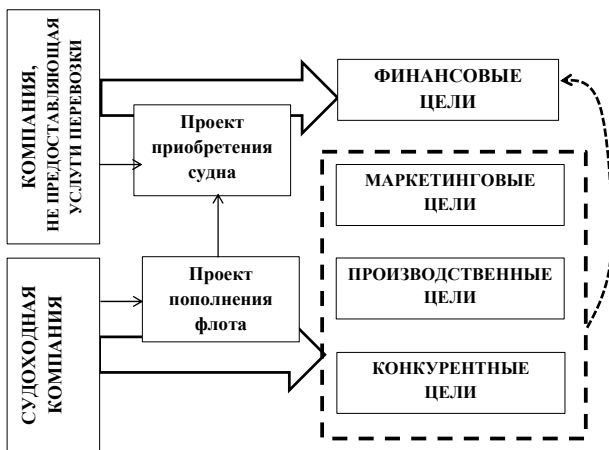 КОМПАНИЯ,
НЕ ПРЕДОСТАВЛЯЮЩАЯ
УСЛУГИ ПЕРЕВОЗКИ
Проект
приобретения
судна
ФИНАНСОВЫЕ
ЦЕЛИ
МАРКЕТИНГОВЫЕ
ЦЕЛИ
СУДОХОДНАЯ
КОМПАНИЯ
Проект
пополнения
флота
ПРОИЗВОДСТВЕННЫЕ
ЦЕЛИ
КОНКУРЕНТНЫЕ
ЦЕЛИ